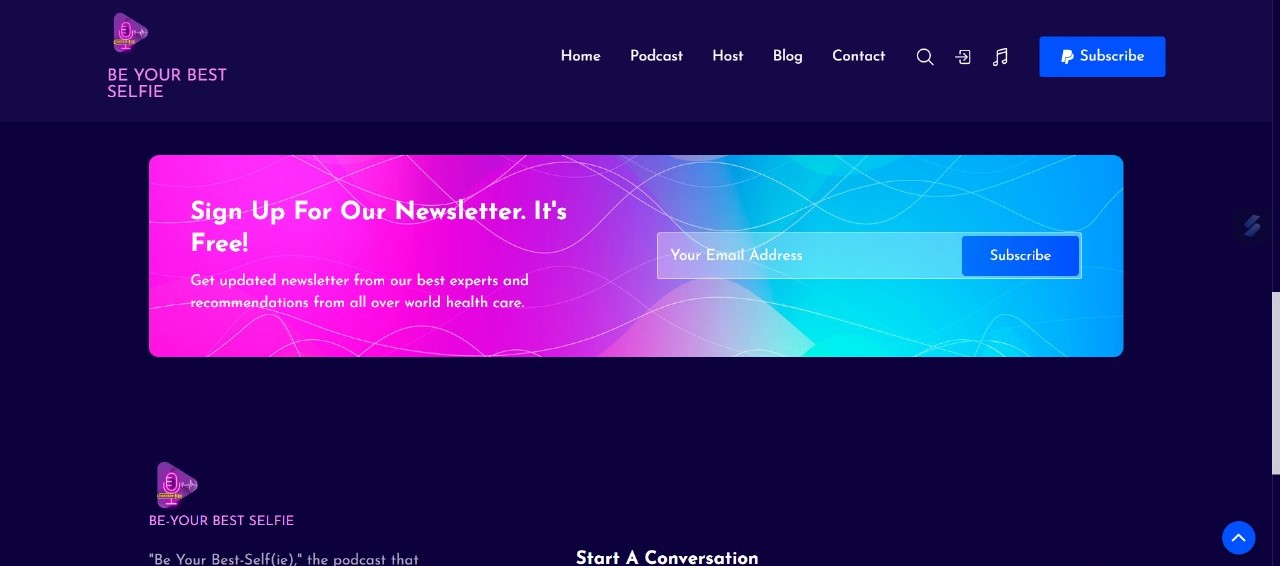 BE YOUR BEST
SELFIE
Home Podcast Host Blog Contact Subscribe
Sign Up For Our Newsletter. It's
Free!
Get updated newsletter from our best experts and
recommendations from all over world health care.
Your Email Address Subscribe
BE-YOUR BEST SELFIE
"Be Your Best-Self(ie)," the podcast that
Start A Conversation